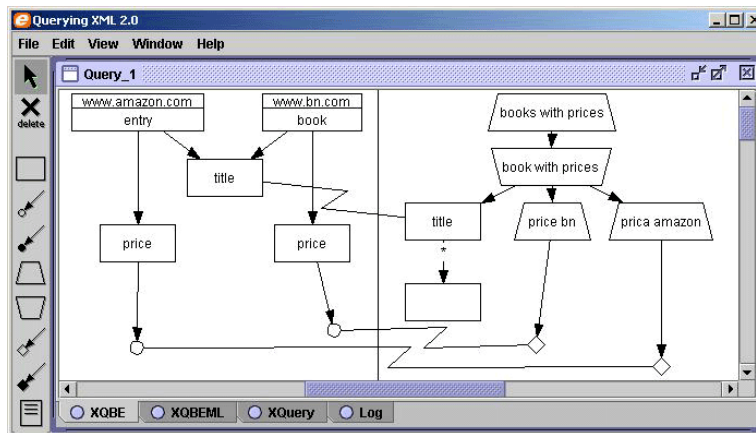 Querying XML 2.0
File Edit View Window Help
Query_1
delete
www.amazon.com
entry
www.bn.com
book
title
price
price
books with prices
book with prices
title
price bn
prica amazon
*
XQBE XQBEML XQuery Log